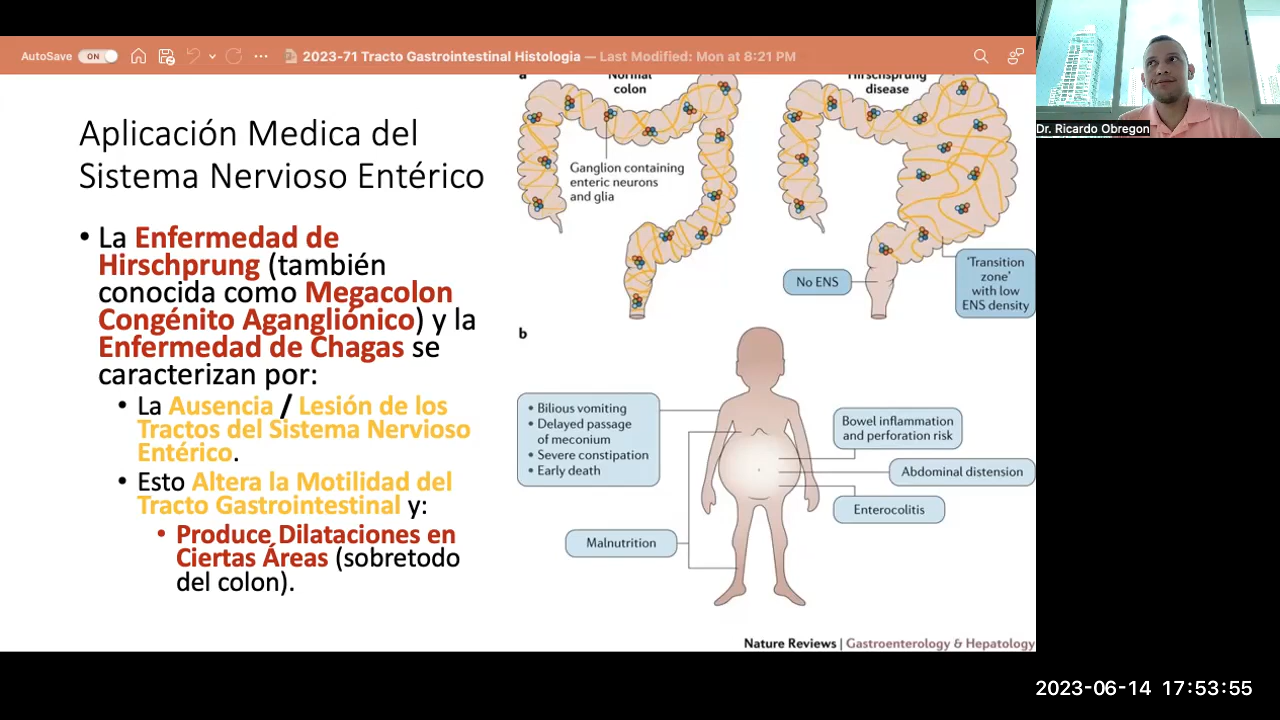 AutoSave ON ... 2023-71 Tracto Gastrointestinal Histologia — Last Modified: Mon at 8:21 PM
Dr. Ricardo Obregon
Aplicación Medica del
Sistema Nervioso Entérico
• La Enfermedad de
Hirschprung (también
conocida como Megacolon
Congénito Agangliónico) y la
Enfermedad de Chagas se
caracterizan por:
• La Ausencia / Lesión de los
Tractos del Sistema Nervioso
Entérico.
• Esto Altera la Motilidad del
Tracto Gastrointestinal y:
• Produce Dilataciones en
Ciertas Áreas (sobretodo
del colon).
a
Normal
colon
Hirschsprung
disease
Ganglion containing
enteric neurons
and glia
No ENS
'Transition
zone'
with low
ENS density
b
• Bilious vomiting
• Delayed passage
of meconium
• Severe constipation
• Early death
Malnutrition
Bowel inflammation
and perforation risk
Abdominal distension
Enterocolitis
Nature Reviews | Gastroenterology & Hepatology
2023-06-14 17:53:55